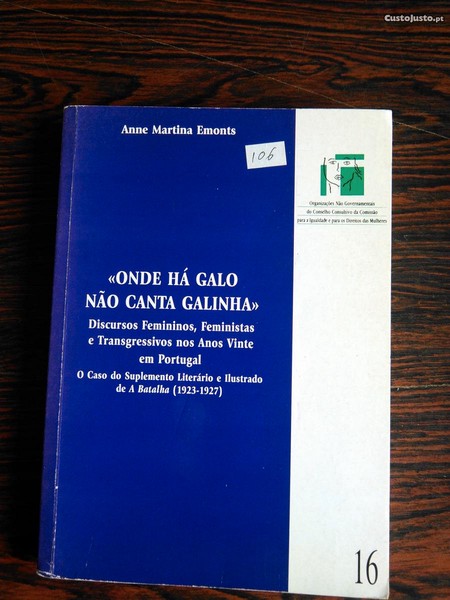 CustoJusto.pt
Anne Martina Emonts
106
Organizações Não Governamentais
do Conselho Consultivo da Comissão
para a Igualdade e para os Direitos das Mulheres
«ONDE HÁ GALO
NÃO CANTA GALINHA»
Discursos Femininos, Feministas
e Transgressivos nos Anos Vinte
em Portugal
O Caso do Suplemento Literário e Ilustrado
de A Batalha (1923-1927)
16